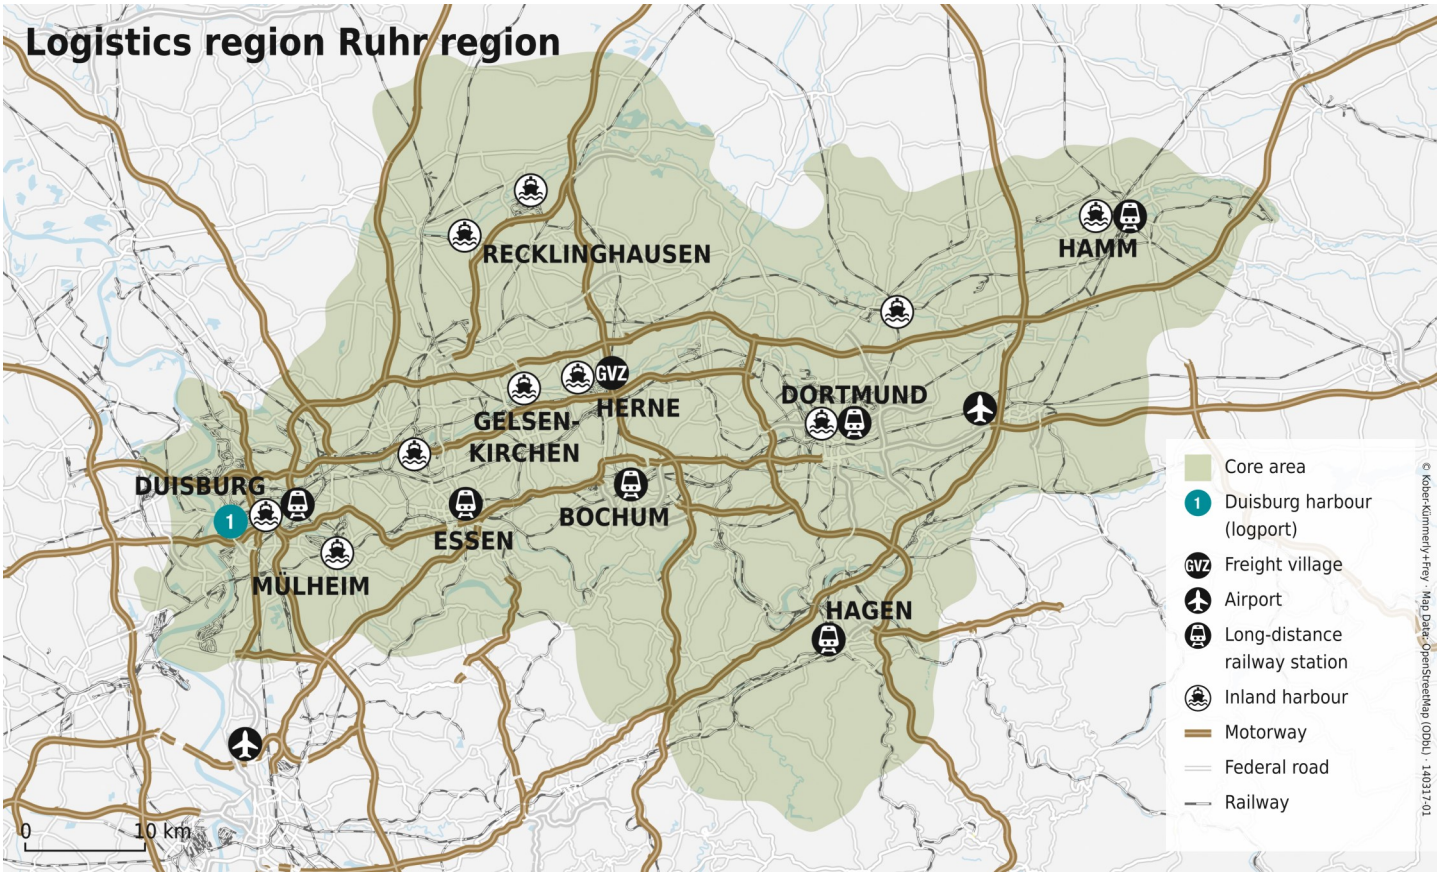 Logistics region Ruhr region
RECKLINGHAUSEN
HAMM
GVZ
DORTMUND
HERNE
GELSEN-
KIRCHEN
DUISBURG
1
BOCHUM
ESSEN
MÜLHEIM
HAGEN
Core area
1 Duisburg harbour
(logport)
GVZ Freight village
Airport
Long-distance
railway station
Inland harbour
Motorway
Federal road
Railway
0 10 km
© Kober-Kümmerly+Frey · Map Data: OpenStreetMap (ODbL) · 140317-01